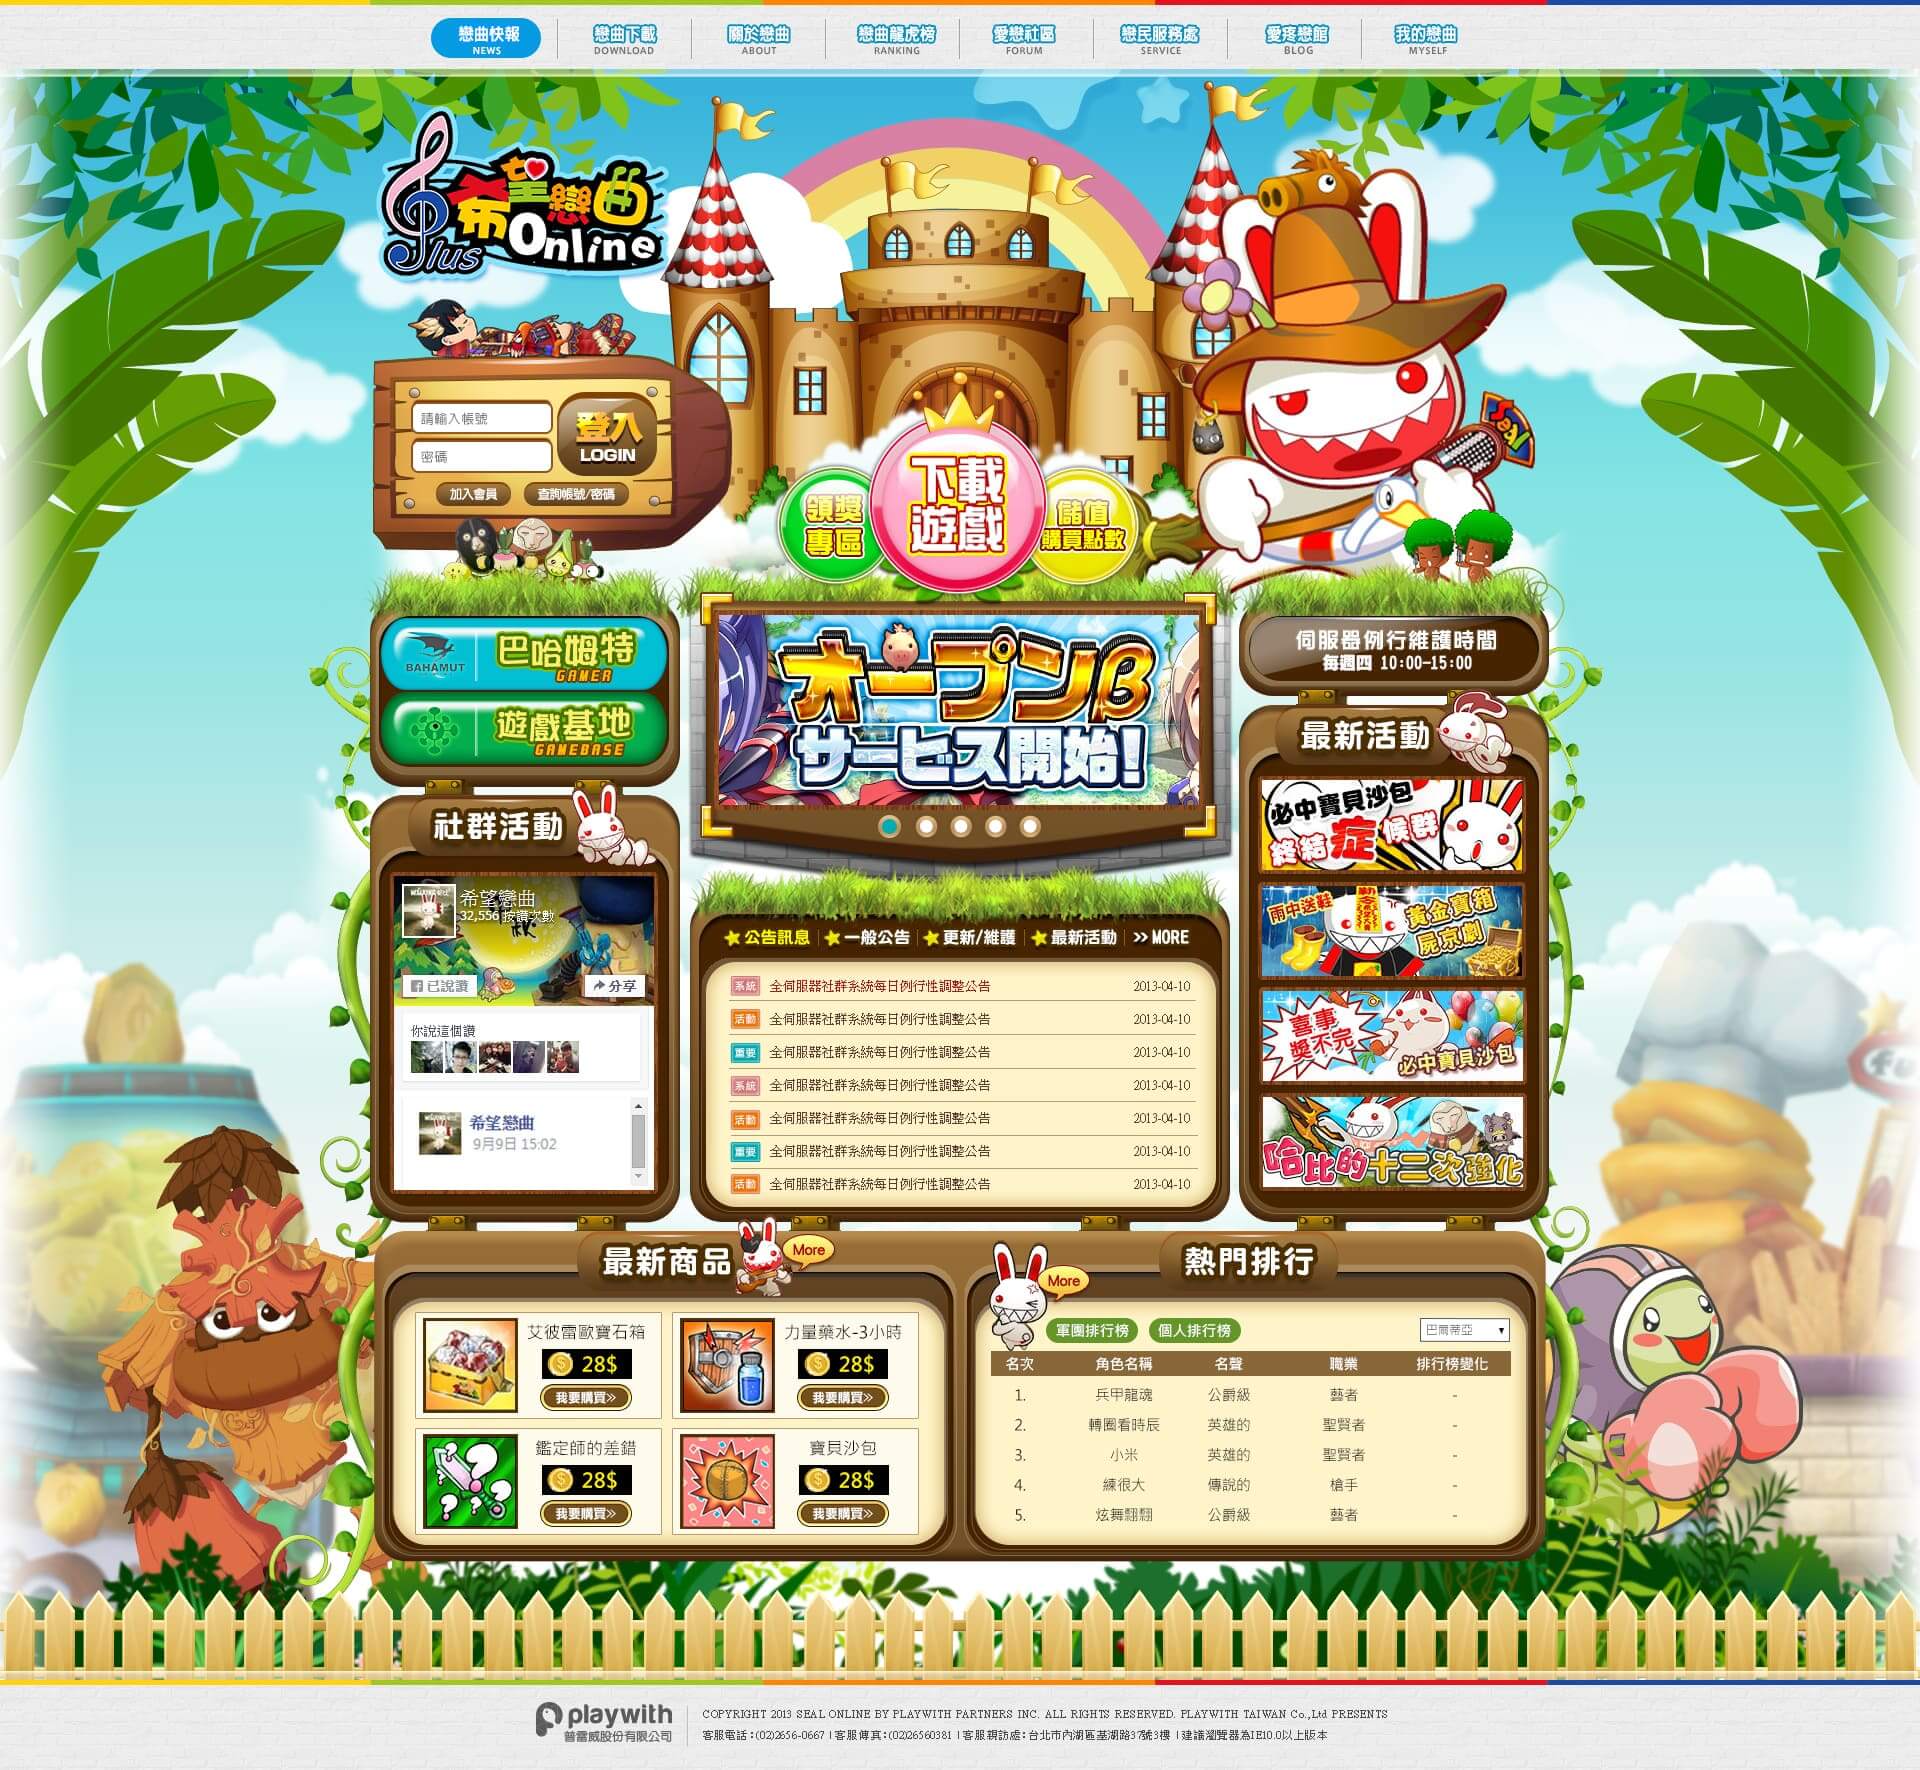 戀曲快報
NEWS
戀曲下載
DOWNLOAD
關於戀曲
ABOUT
戀曲龍虎榜
RANKING
愛戀社區
FORUM
戀民服務處
SERVICE
愛疼戀館
BLOG
我的戀曲
MYSELF
希望戀曲
Plus Online
請輸入帳號
密碼
登入
LOGIN
加入會員
查詢帳號/密碼
領獎
專區
下載
遊戲
儲值
購買點數
BAHAMUT
巴哈姆特
GAMER
遊戲基地
GAMEBASE
オープンβ
サービス開始!
伺服器例行維護時間
每週四 10:00-15:00
社群活動
希望戀曲
32,556 按讚次數
已說讚
分享
你說這個讚
希望戀曲
9月9日 15:02
公告訊息
一般公告
更新/維護
最新活動
>> MORE
系統 全伺服器社群系統每日例行性調整公告 2013-04-10
活動 全伺服器社群系統每日例行性調整公告 2013-04-10
重要 全伺服器社群系統每日例行性調整公告 2013-04-10
系統 全伺服器社群系統每日例行性調整公告 2013-04-10
活動 全伺服器社群系統每日例行性調整公告 2013-04-10
重要 全伺服器社群系統每日例行性調整公告 2013-04-10
活動 全伺服器社群系統每日例行性調整公告 2013-04-10
最新活動
必中寶貝沙包
終結症候群
雨中送鞋
黃金寶箱
屍京劇
喜事
獎不完
必中寶貝沙包
哈比的十二次強化
最新商品
More
艾彼雷歐寶石箱
28$
我要購買»
力量藥水-3小時
28$
我要購買»
鑑定師的差錯
28$
我要購買»
寶貝沙包
28$
我要購買»
熱門排行
More
軍團排行榜
個人排行榜
巴爾蒂亞
名次 角色名稱 名聲 職業 排行榜變化
1. 兵甲龍魂 公爵級 藝者 -
2. 轉圈看時辰 英雄的 聖賢者 -
3. 小米 英雄的 聖賢者 -
4. 練很大 傳說的 槍手 -
5. 炫舞翻翻 公爵級 藝者 -
playwith
普雷威股份有限公司
COPYRIGHT 2013 SEAL ONLINE BY PLAYWITH PARTNERS INC. ALL RIGHTS RESERVED. PLAYWITH TAIWAN Co.,Ltd PRESENTS
客服電話:(02)2656-0667 | 客服傳真:(02)26560381 | 客服親訪處:台北市內湖區基湖路37號3樓 | 建議瀏覽器為IE10.0以上版本